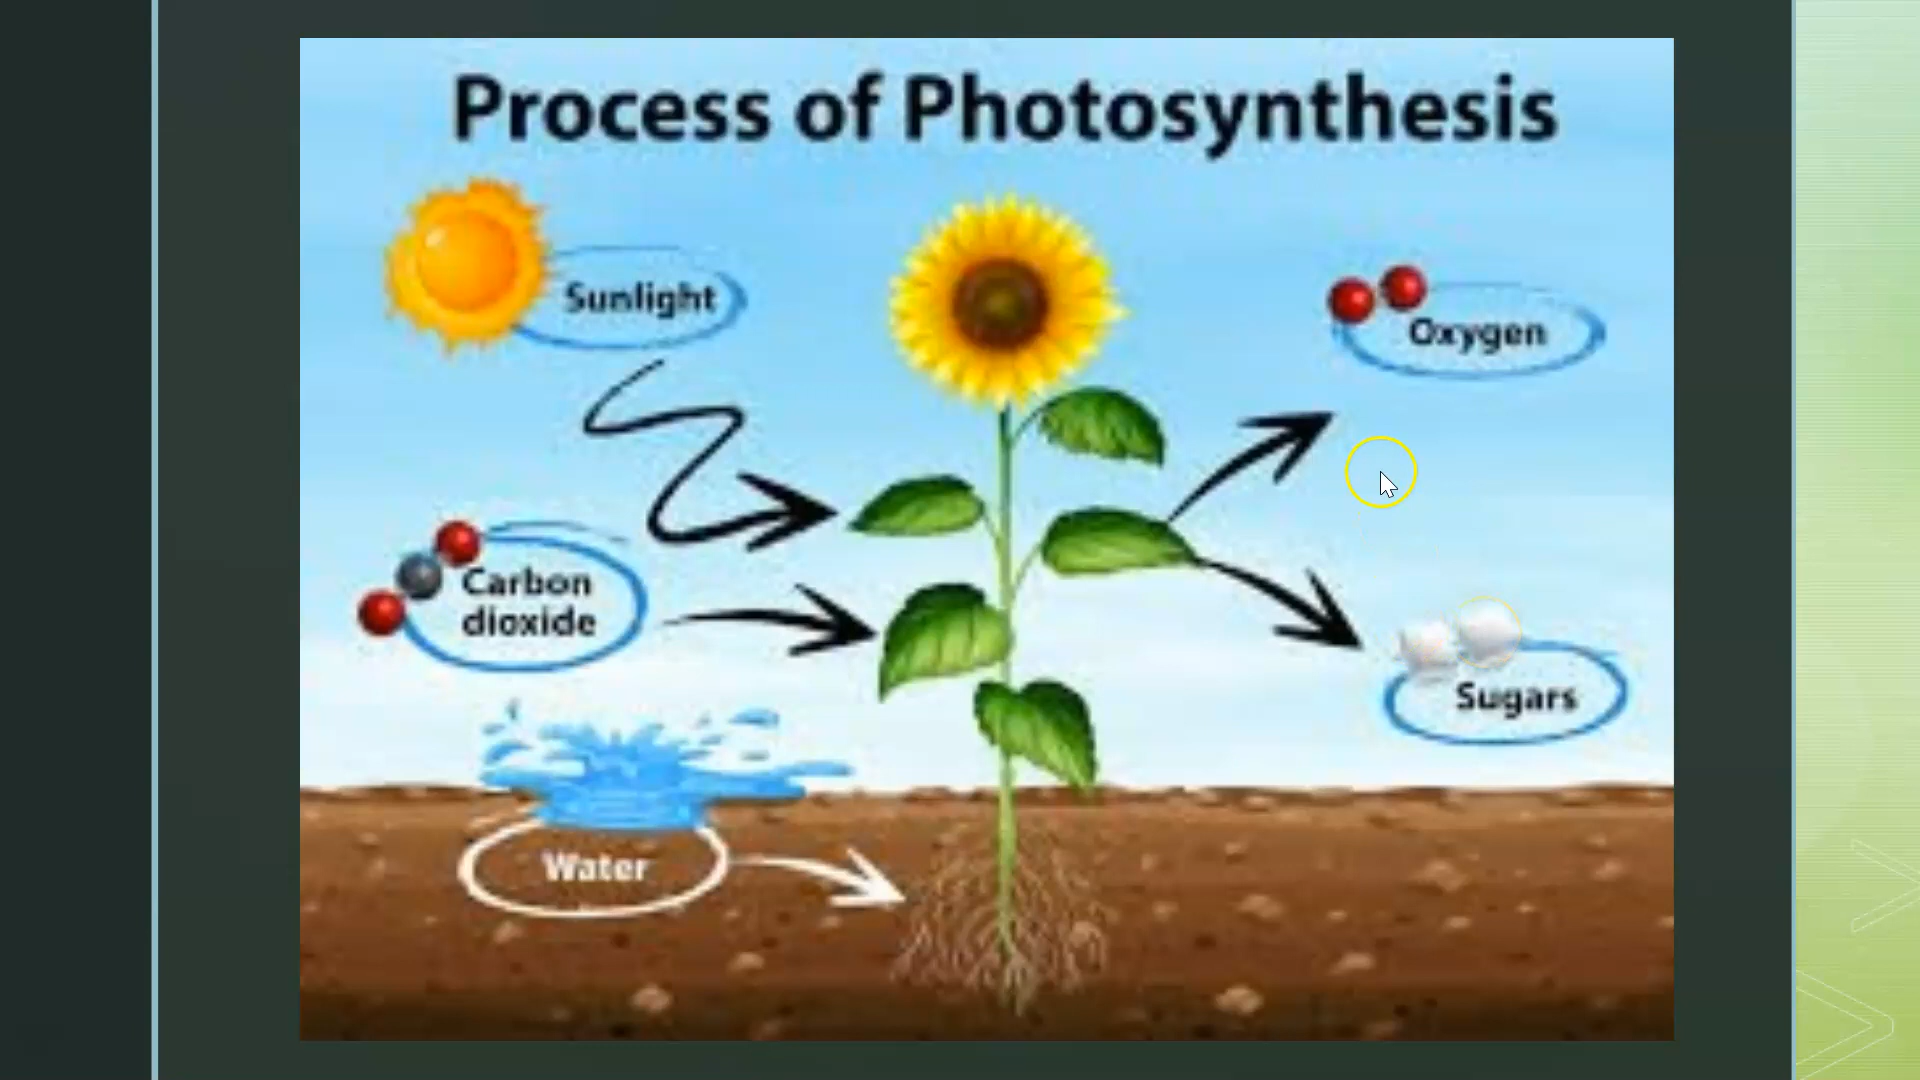 Process of Photosynthesis
Sunlight
Oxygen
Carbon
dioxide
Sugars
Water